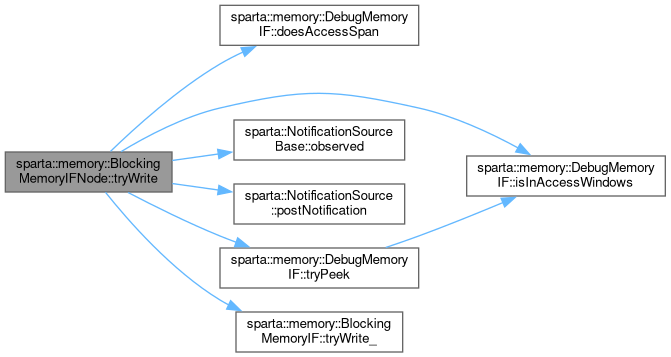 sparta::memory::DebugMemory
IF::doesAccessSpan
sparta::memory::Blocking
MemoryIFNode::tryWrite
sparta::NotificationSource
Base::observed
sparta::memory::DebugMemory
IF::isInAccessWindows
sparta::NotificationSource
::postNotification
sparta::memory::DebugMemory
IF::tryPeek
sparta::memory::Blocking
MemoryIF::tryWrite_